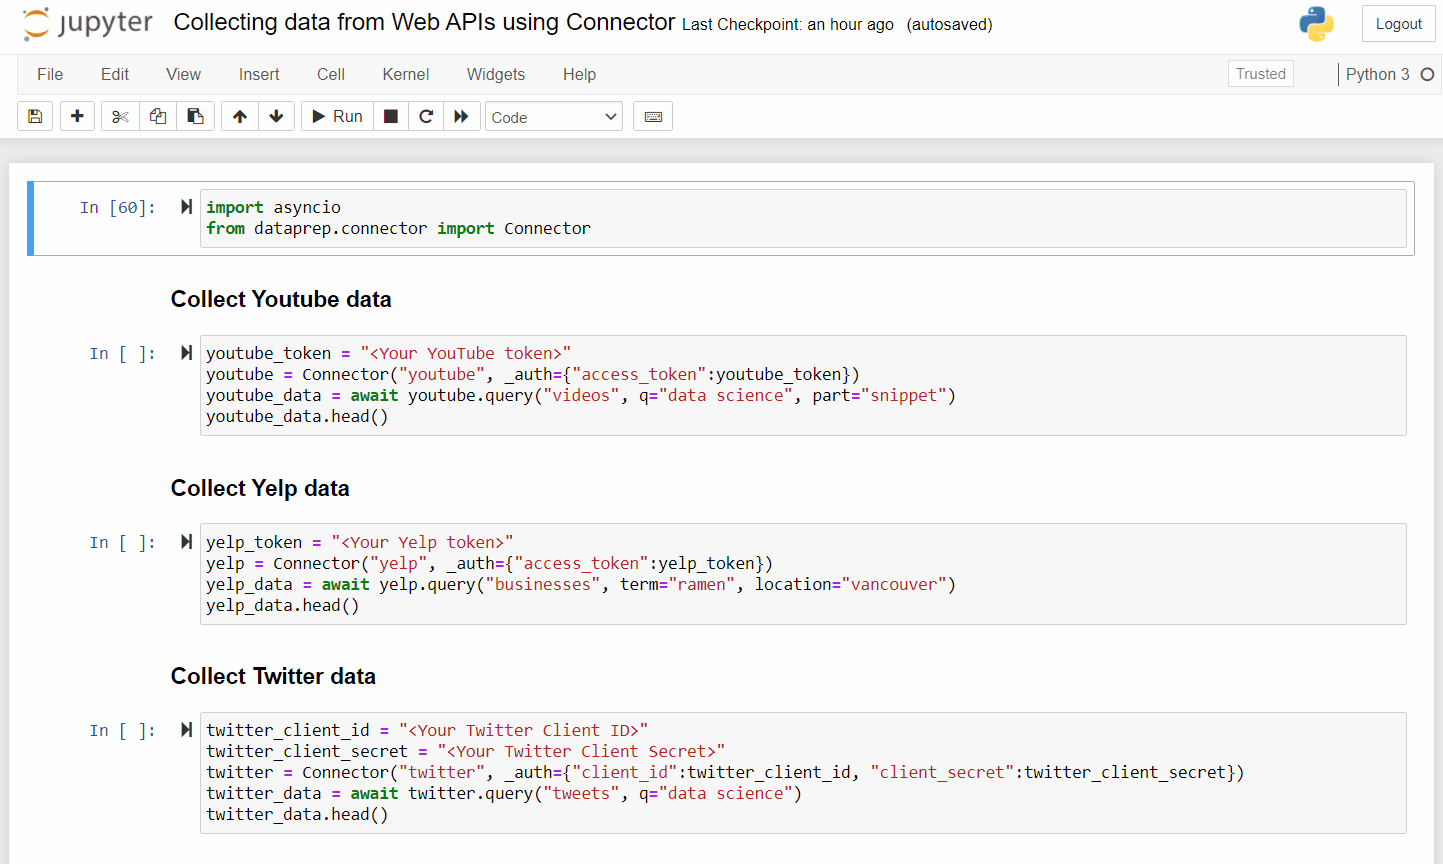 jupyter Collecting data from Web APIs using Connector Last Checkpoint: an hour ago (autosaved) Logout
File Edit View Insert Cell Kernel Widgets Help Trusted Python 3
Run Code
In [60]: import asyncio
from dataprep.connector import Connector
Collect Youtube data
In [ ]: youtube_token = "<Your YouTube token>"
youtube = Connector("youtube", _auth={"access_token":youtube_token})
youtube_data = await youtube.query("videos", q="data science", part="snippet")
youtube_data.head()
Collect Yelp data
In [ ]: yelp_token = "<Your Yelp token>"
yelp = Connector("yelp", _auth={"access_token":yelp_token})
yelp_data = await yelp.query("businesses", term="ramen", location="vancouver")
yelp_data.head()
Collect Twitter data
In [ ]: twitter_client_id = "<Your Twitter Client ID>"
twitter_client_secret = "<Your Twitter Client Secret>"
twitter = Connector("twitter", _auth={"client_id":twitter_client_id, "client_secret":twitter_client_secret})
twitter_data = await twitter.query("tweets", q="data science")
twitter_data.head()